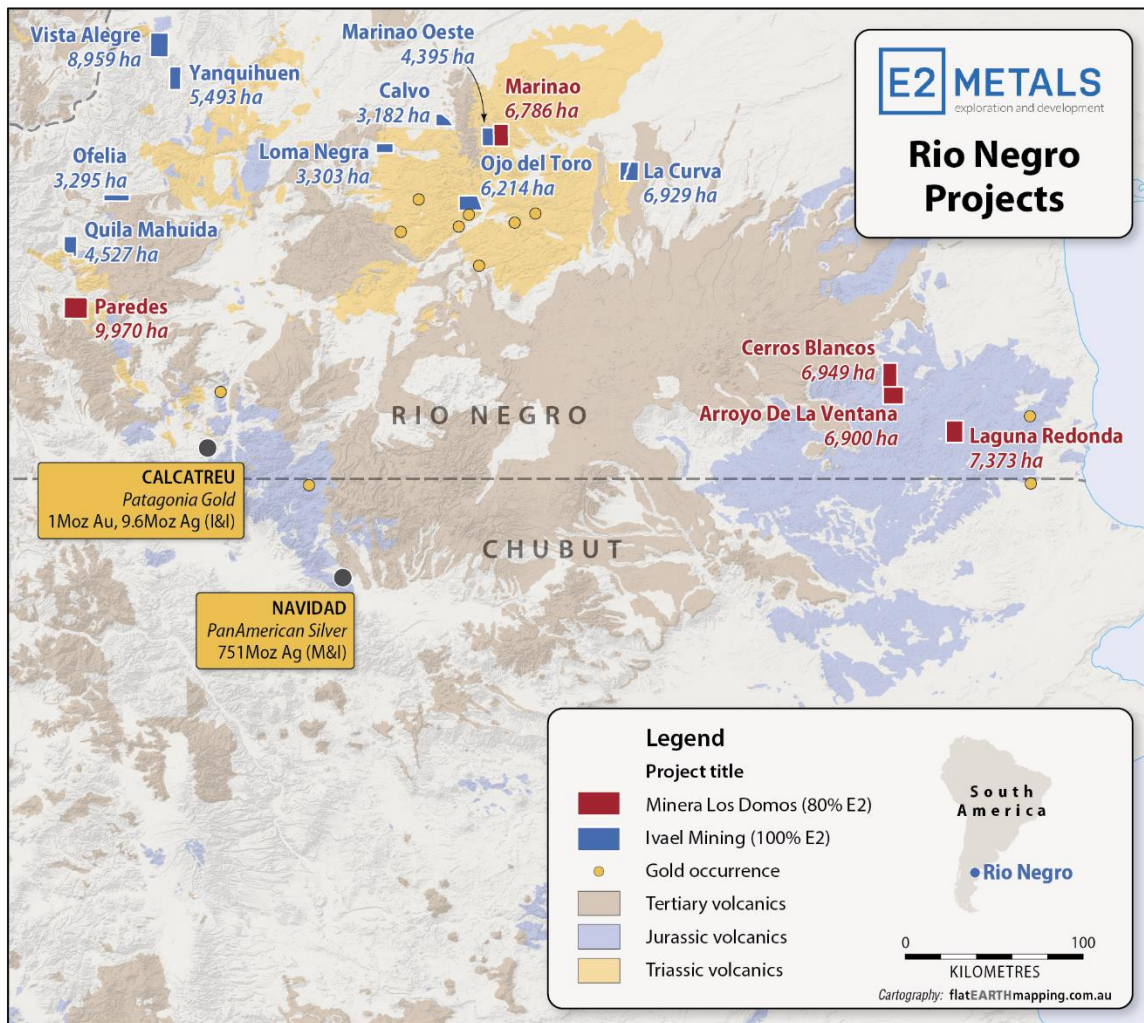 E2 METALS
exploration and development
Rio Negro
Projects
Vista Alegre
8,959 ha
Yanquihuen
5,493 ha
Marinao Oeste
4,395 ha
Calvo
3,182 ha
Marinao
6,786 ha
Ofelia
3,295 ha
Loma Negra
3,303 ha
Ojo del Toro
6,214 ha
La Curva
6,929 ha
Quila Mahuida
4,527 ha
Paredes
9,970 ha
Cerros Blancos
6,949 ha
Arroyo De La Ventana
6,900 ha
Laguna Redonda
7,373 ha
RIO NEGRO
CALCATREU
Patagonia Gold
1Moz Au, 9.6Moz Ag (I&I)
CHUBUT
NAVIDAD
PanAmerican Silver
751Moz Ag (M&I)
Legend
Project title
Minera Los Domos (80% E2)
Ivael Mining (100% E2)
Gold occurrence
Tertiary volcanics
Jurassic volcanics
Triassic volcanics
South
America
Rio Negro
0 100
KILOMETRES
Cartography: flatEARTHmapping.com.au